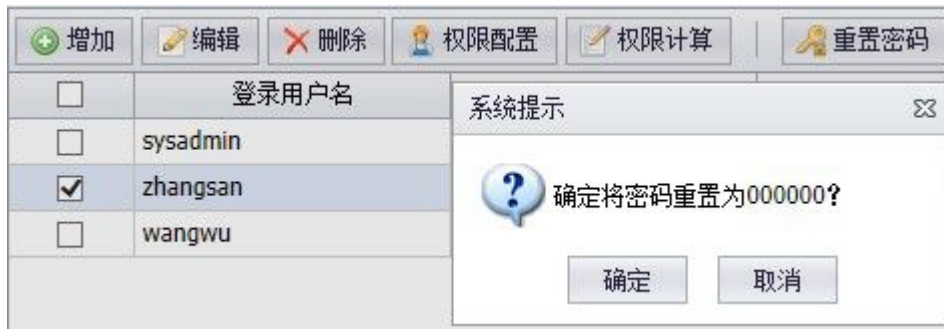 增加 编辑 删除 权限配置 权限计算 重置密码
登录用户名
系统提示
sysadmin
zhangsan
确定将密码重置为000000?
wangwu
确定 取消